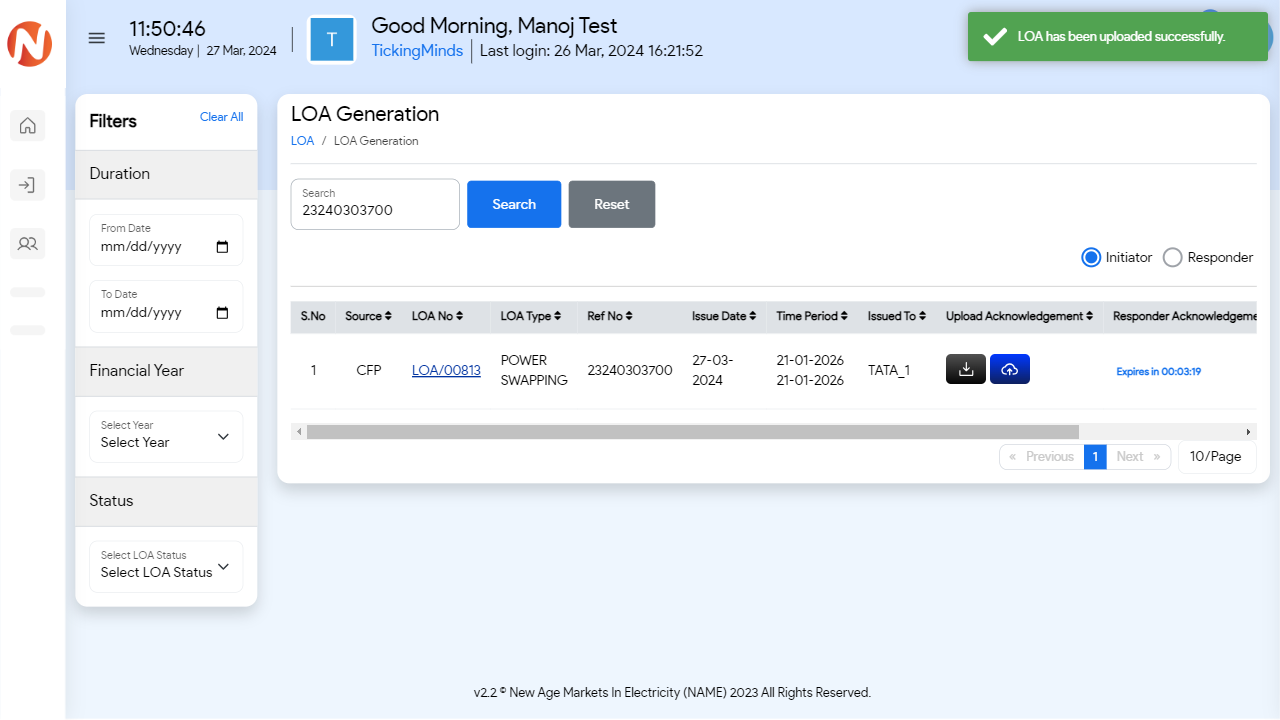 11:50:46
Wednesday | 27 Mar, 2024
T
Good Morning, Manoj Test
TickingMinds | Last login: 26 Mar, 2024 16:21:52
LOA has been uploaded successfully.
Filters
Clear All
Duration
From Date
mm/dd/yyyy
To Date
mm/dd/yyyy
Financial Year
Select Year
Select Year
Status
Select LOA Status
Select LOA Status
LOA Generation
LOA / LOA Generation
Search
23240303700
Search
Reset
Initiator
Responder
S.No Source LOA No LOA Type Ref No Issue Date Time Period Issued To Upload Acknowledgement Responder Acknowledgeme
1 CFP LOA/00813 POWER SWAPPING 23240303700 27-03-2024 21-01-2026 21-01-2026 TATA_1 Expires in 00:03:19
« Previous 1 Next » 10/Page
v2.2 © New Age Markets In Electricity (NAME) 2023 All Rights Reserved.